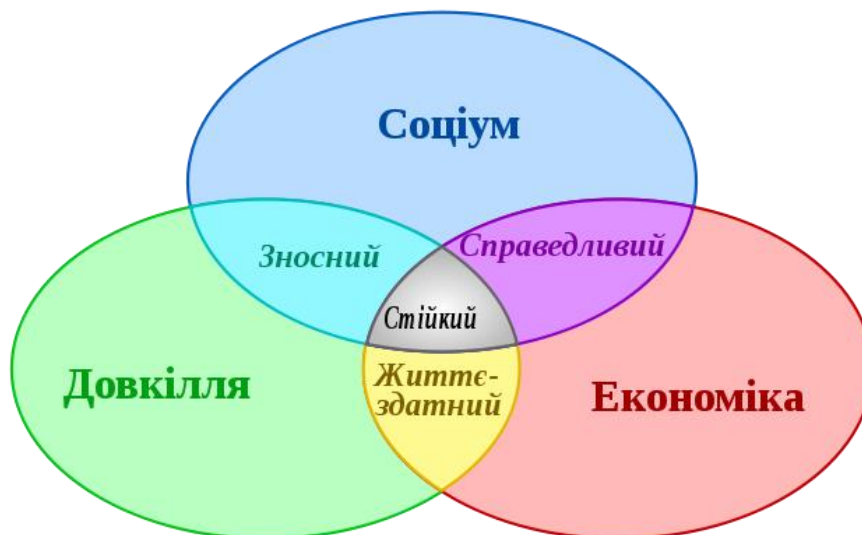 Соціум
Зносний
Справедливий
Стійкий
Довкілля
Життє-
здатний
Економіка